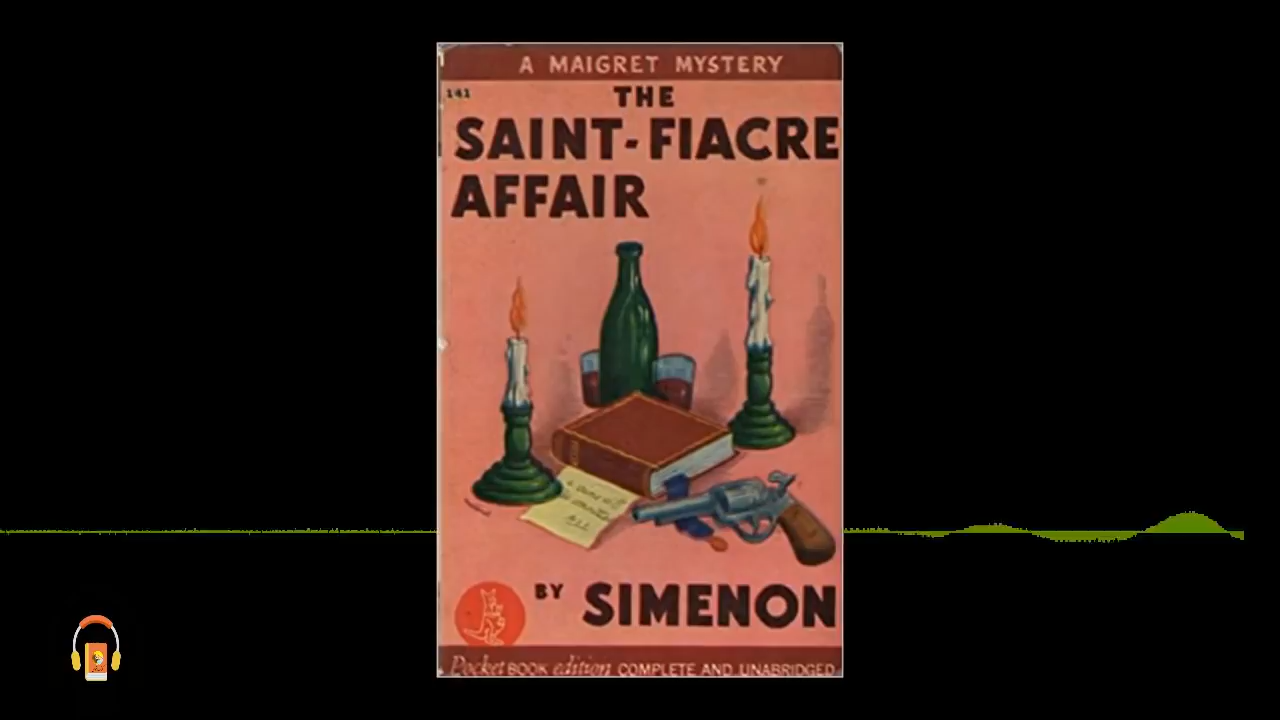 A MAIGRET MYSTERY
141
THE
SAINT-FIACRE
AFFAIR
BY SIMENON
Pocket BOOK edition COMPLETE AND UNABRIDGED